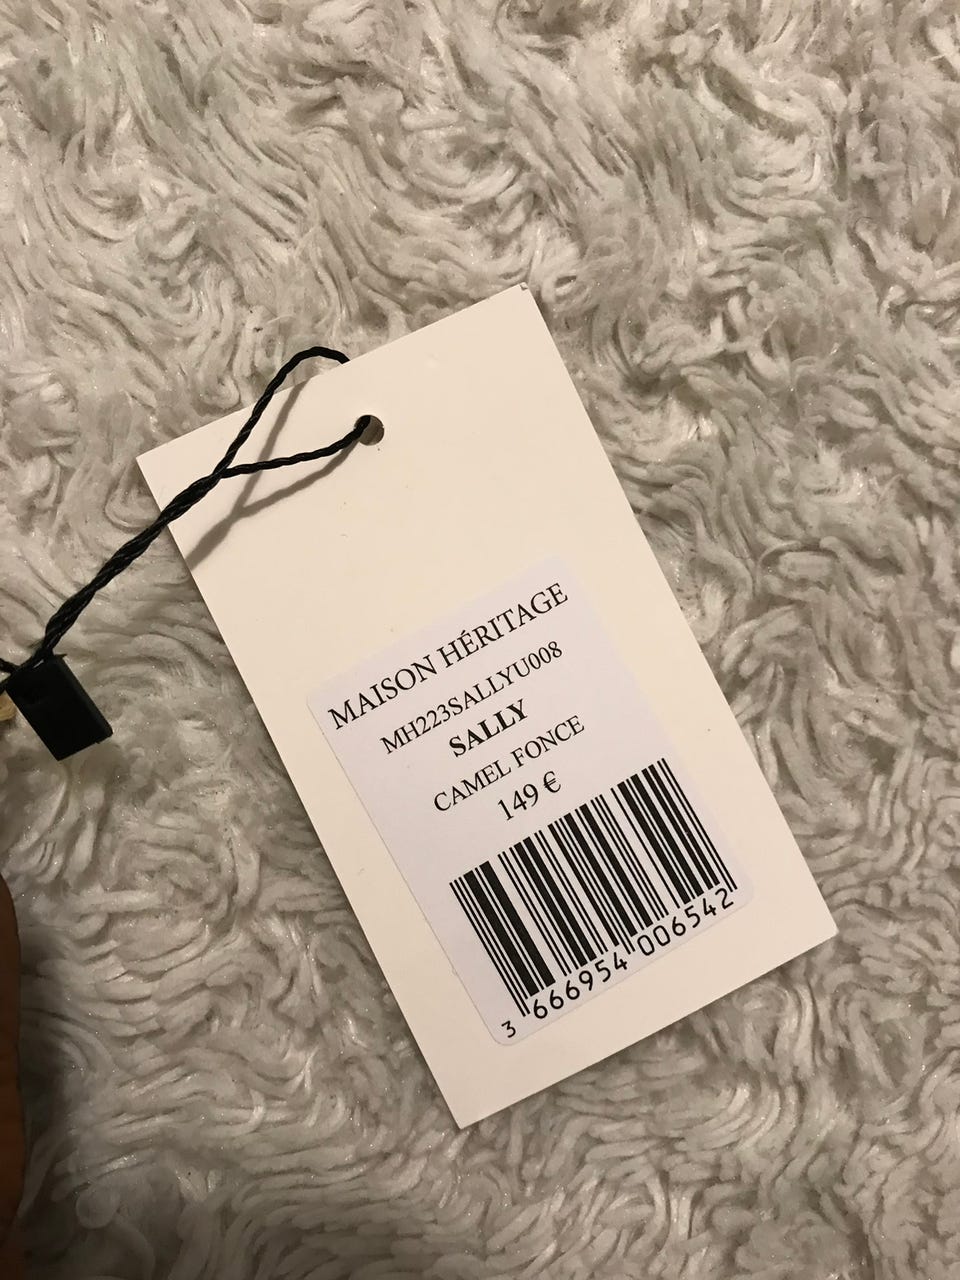 MAISON HÉRITAGE
MH223SALLYU008
SALLY
CAMEL FONCE
149 €
3 666954 006542